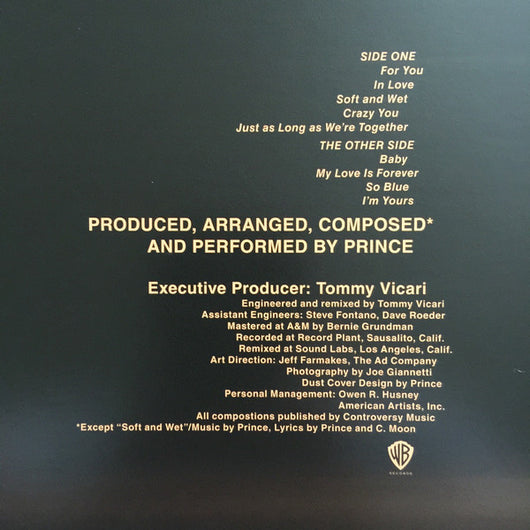 SIDE ONE
For You
In Love
Soft and Wet
Crazy You
Just as Long as We're Together
THE OTHER SIDE
Baby
My Love Is Forever
So Blue
I'm Yours
PRODUCED, ARRANGED, COMPOSED*
AND PERFORMED BY PRINCE
Executive Producer: Tommy Vicari
Engineered and remixed by Tommy Vicari
Assistant Engineers: Steve Fontano, Dave Roeder
Mastered at A&M by Bernie Grundman
Recorded at Record Plant, Sausalito, Calif.
Remixed at Sound Labs, Los Angeles, Calif.
Art Direction: Jeff Farmakes, The Ad Company
Photography by Joe Giannetti
Dust Cover Design by Prince
Personal Management: Owen R. Husney
American Artists, Inc.
All compostions published by Controversy Music
*Except "Soft and Wet"/Music by Prince, Lyrics by Prince and C. Moon
WB
RECORDS